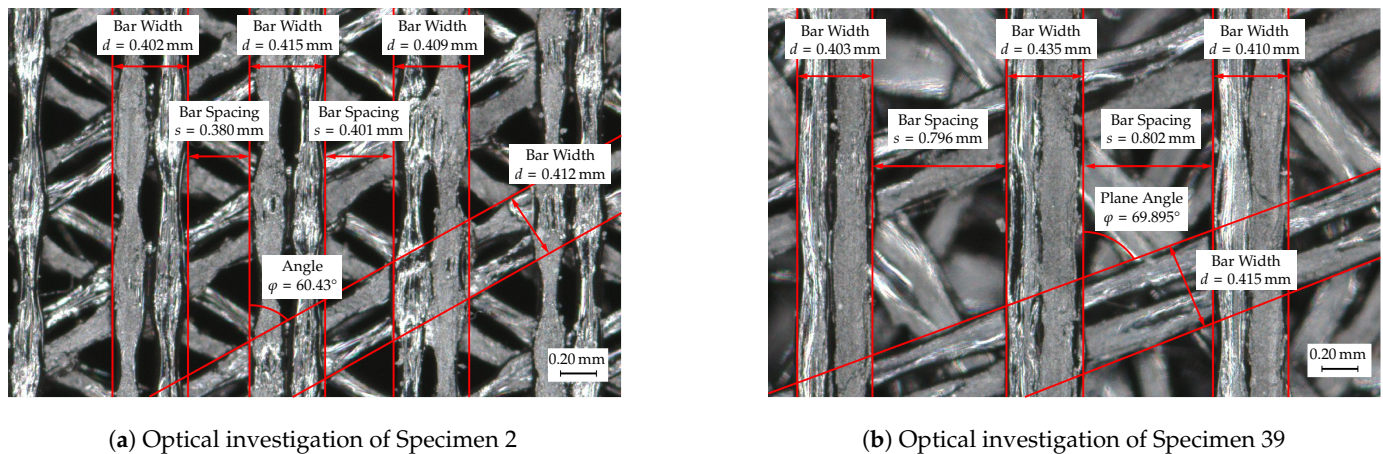 Bar Width
d = 0.402 mm
Bar Width
d = 0.415 mm
Bar Width
d = 0.409 mm
Bar Spacing
s = 0.380 mm
Bar Spacing
s = 0.401 mm
Bar Width
d = 0.412 mm
Angle
φ = 60.43°
0.20 mm
(a) Optical investigation of Specimen 2
Bar Width
d = 0.403 mm
Bar Width
d = 0.435 mm
Bar Width
d = 0.410 mm
Bar Spacing
s = 0.796 mm
Bar Spacing
s = 0.802 mm
Plane Angle
φ = 69.895°
Bar Width
d = 0.415 mm
0.20 mm
(b) Optical investigation of Specimen 39